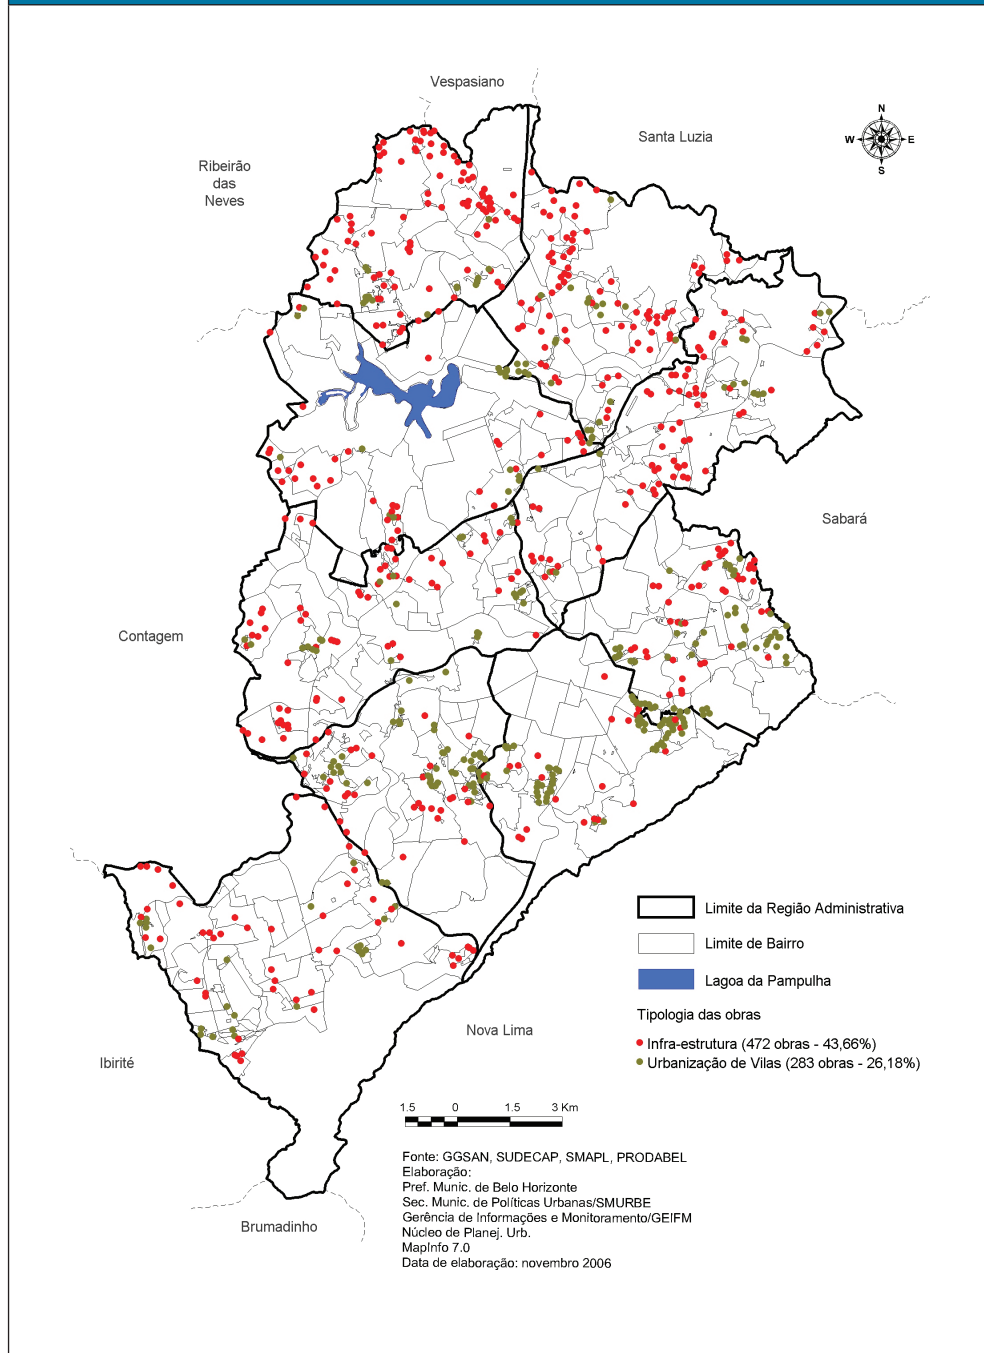 Vespasiano
Santa Luzia
N
W
E
S
Ribeirão
das
Neves
Sabará
Contagem
Limite da Região Administrativa
Limite de Bairro
Lagoa da Pampulha
Tipologia das obras
Infra-estrutura (472 obras - 43,66%)
Urbanização de Vilas (283 obras - 26,18%)
Nova Lima
Ibirité
1.5 0 1.5 3 Km
Fonte: GGSAN, SUDECAP, SMAPL, PRODABEL
Elaboração:
Pref. Munic. de Belo Horizonte
Sec. Munic. de Políticas Urbanas/SMURBE
Gerência de Informações e Monitoramento/GEIFM
Núcleo de Planej. Urb.
MapInfo 7.0
Data de elaboração: novembro 2006
Brumadinho